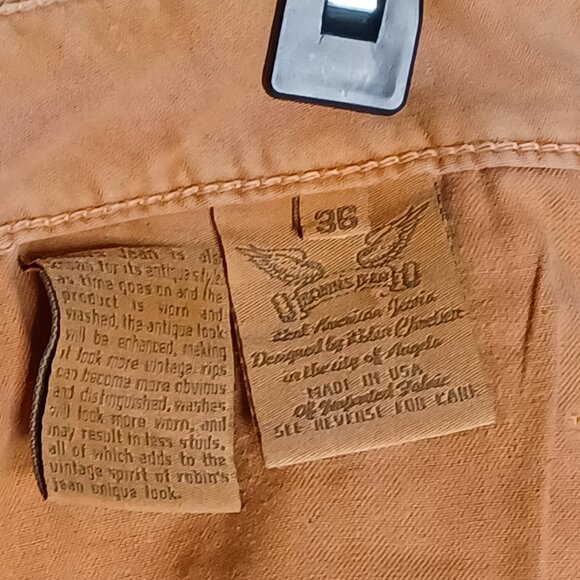 Jean is also
known for its antique style,
as time goes on and the
product is worn and
washed, the antique look
will be enhanced, making
it look more vintage. rips
can become more obvious
and distinguished, washes
will look more worn, and
may result in less studs,
all of which adds to the
vintage spirit of robin's
jean unique look.
36
ROBIN'S JEAN
Real American Jeans
Designed by Robin Chretien
in the city of Angels
MADE IN USA
Of Imported Fabric
SEE REVERSE FOR CARE